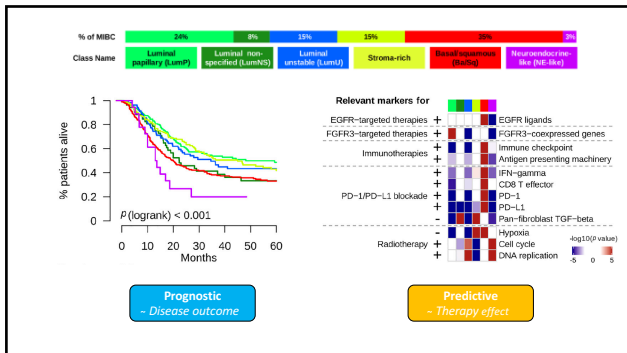 % of MIBC 24% 8% 15% 15% 35% 3%
Class Name Luminal papillary (LumP) Luminal non-specified (LumNS) Luminal unstable (LumU) Stroma-rich Basal/squamous (Ba/Sq) Neuroendocrine-like (NE-like)
% patients alive
1
0.8
0.6
0.4
0.2
0
p(logrank) < 0.001
0 10 20 30 40 50 60
Months
Relevant markers for
EGFR-targeted therapies + EGFR ligands
FGFR3-targeted therapies + FGFR3-coexpressed genes
Immunotherapies
+ Immune checkpoint
+ Antigen presenting machinery
PD-1/PD-L1 blockade
+ IFN-gamma
+ CD8 T effector
+ PD-1
+ PD-L1
- Pan-fibroblast TGF-beta
Radiotherapy
- Hypoxia
+ Cell cycle
+ DNA replication
-log10(P value)
-5 0 5
Prognostic
~ Disease outcome
Predictive
~ Therapy effect